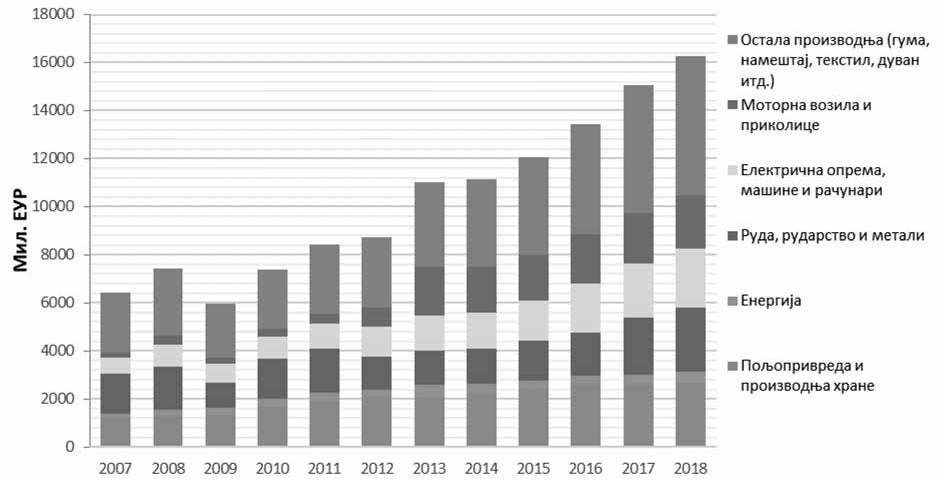 18000
16000
14000
12000
10000
8000
6000
4000
2000
0
Мил. ЕУР
2007 2008 2009 2010 2011 2012 2013 2014 2015 2016 2017 2018
Остала производња (гума,
намештај, текстил, дуван
итд.)
Моторна возила и
приколице
Електрична опрема,
машине и рачунари
Руда, рударство и метали
Енергија
Пољопривреда и
производња хране